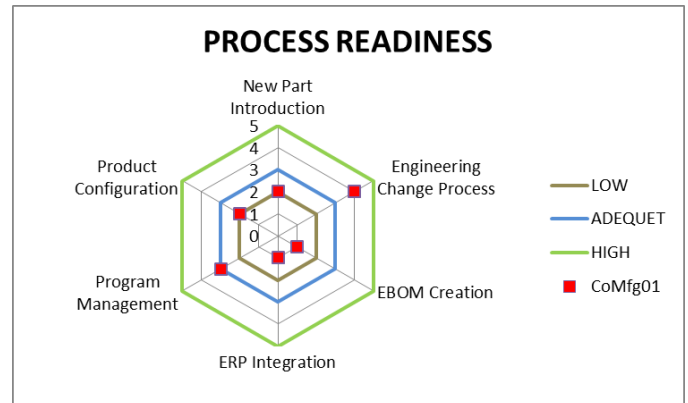 PROCESS READINESS
New Part
Introduction
5
4
3
2
1
0
Product
Configuration
Engineering
Change Process
Program
Management
EBOM Creation
ERP Integration
LOW
ADEQUET
HIGH
CoMfg01